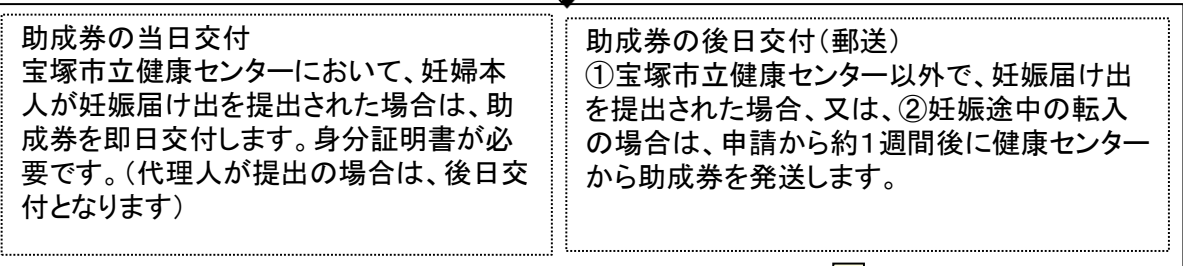 助成券の当日交付
宝塚市立健康センターにおいて、妊婦本
人が妊娠届け出を提出された場合は、助
成券を即日交付します。身分証明書が必
要です。（代理人が提出の場合は、後日交
付となります）
助成券の後日交付（郵送）
①宝塚市立健康センター以外で、妊娠届け出
を提出された場合、又は、②妊娠途中の転入
の場合は、申請から約１週間後に健康センター
から助成券を発送します。